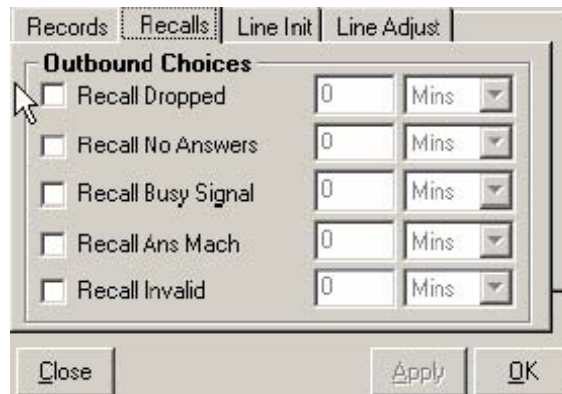 Records Recalls Line Init Line Adjust
Outbound Choices
Recall Dropped 0 Mins
Recall No Answers 0 Mins
Recall Busy Signal 0 Mins
Recall Ans Mach 0 Mins
Recall Invalid 0 Mins
Close Apply OK